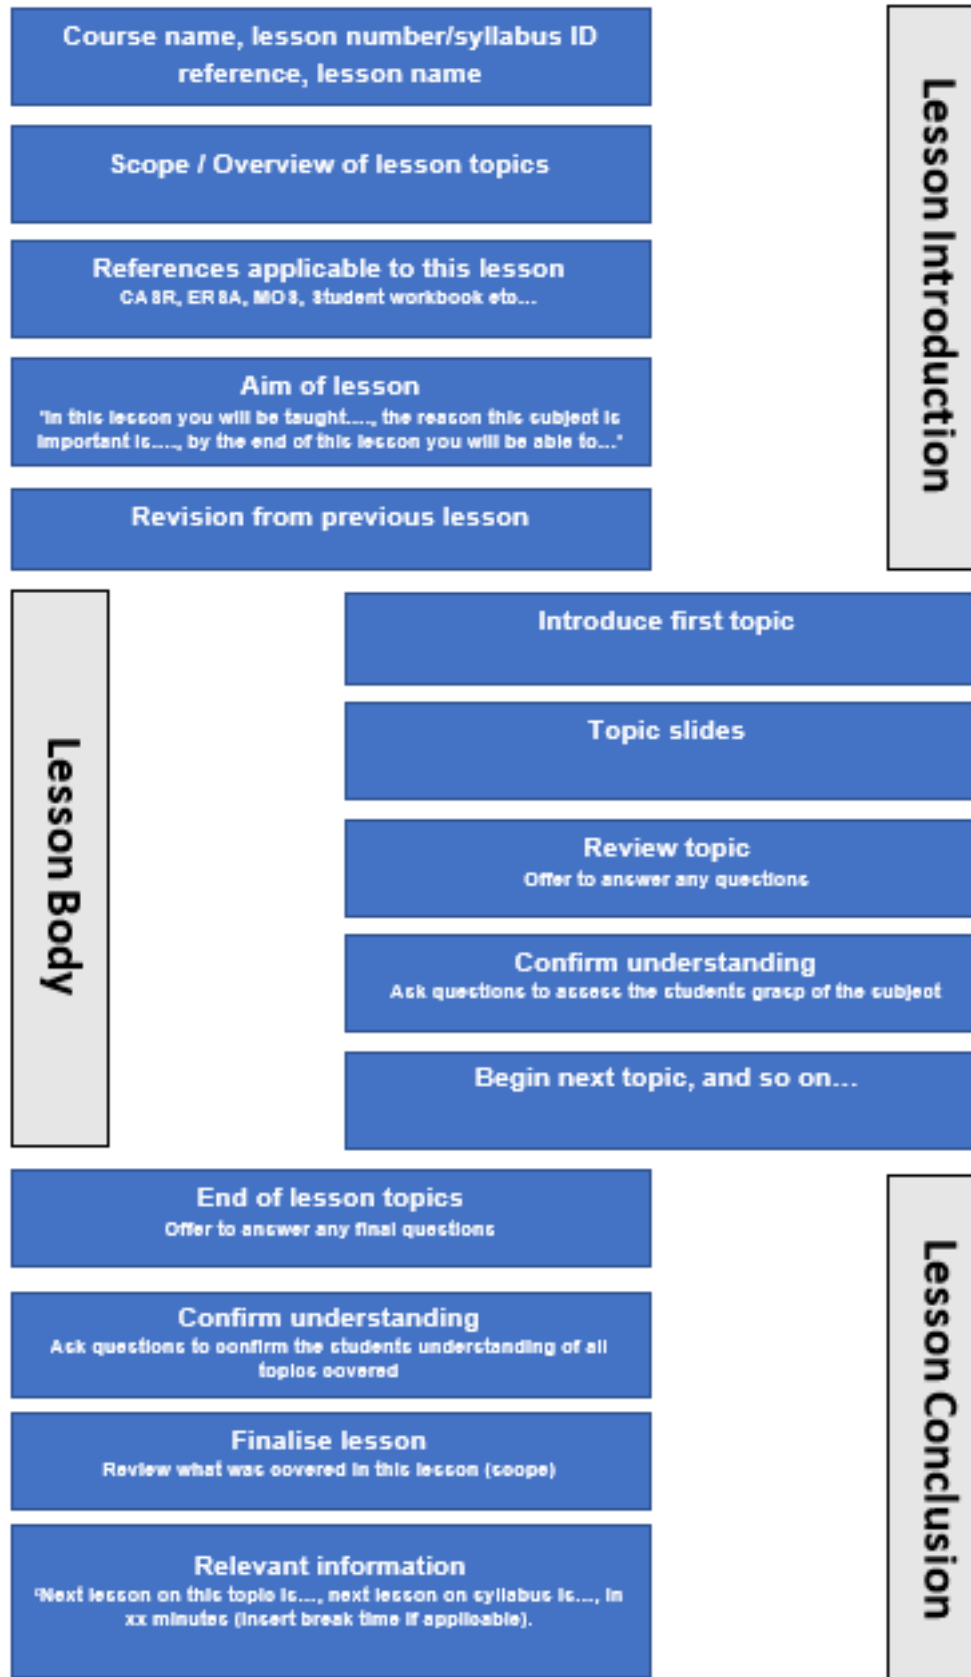 Course name, lesson number/syllabus ID
reference, lesson name
Scope / Overview of lesson topics
References applicable to this lesson
CASR, ERSA, MOS, Student workbook etc...
Aim of lesson
"In this lesson you will be taught...., the reason this subject is
important is...., by the end of this lesson you will be able to..."
Revision from previous lesson
Lesson Introduction
Lesson Body
Introduce first topic
Topic slides
Review topic
Offer to answer any questions
Confirm understanding
Ask questions to assess the students grasp of the subject
Begin next topic, and so on...
End of lesson topics
Offer to answer any final questions
Confirm understanding
Ask questions to confirm the students understanding of all
topics covered
Finalise lesson
Review what was covered in this lesson (scope)
Relevant information
"Next lesson on this topic is..., next lesson on syllabus is..., in
xx minutes (insert break time if applicable).
Lesson Conclusion